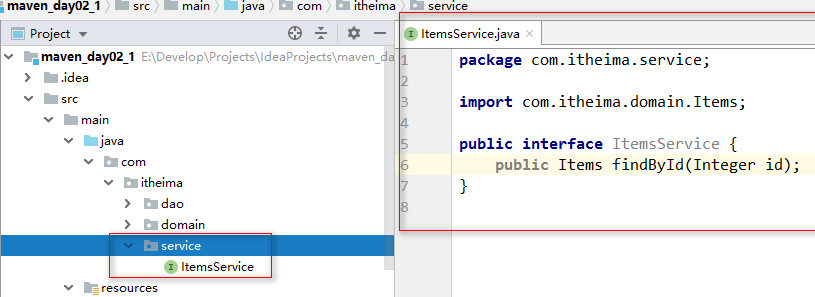 maven_day02_1 src main java com itheima service
Project
maven_day02_1 E:\Develop\Projects\IdeaProjects\maven_da
.idea
src
main
java
com
itheima
dao
domain
service
ItemsService
resources
ItemsService.java
1 package com.itheima.service;
2
3 import com.itheima.domain.Items;
4
5 public interface ItemsService {
6 public Items findById(Integer id);
7 }
8